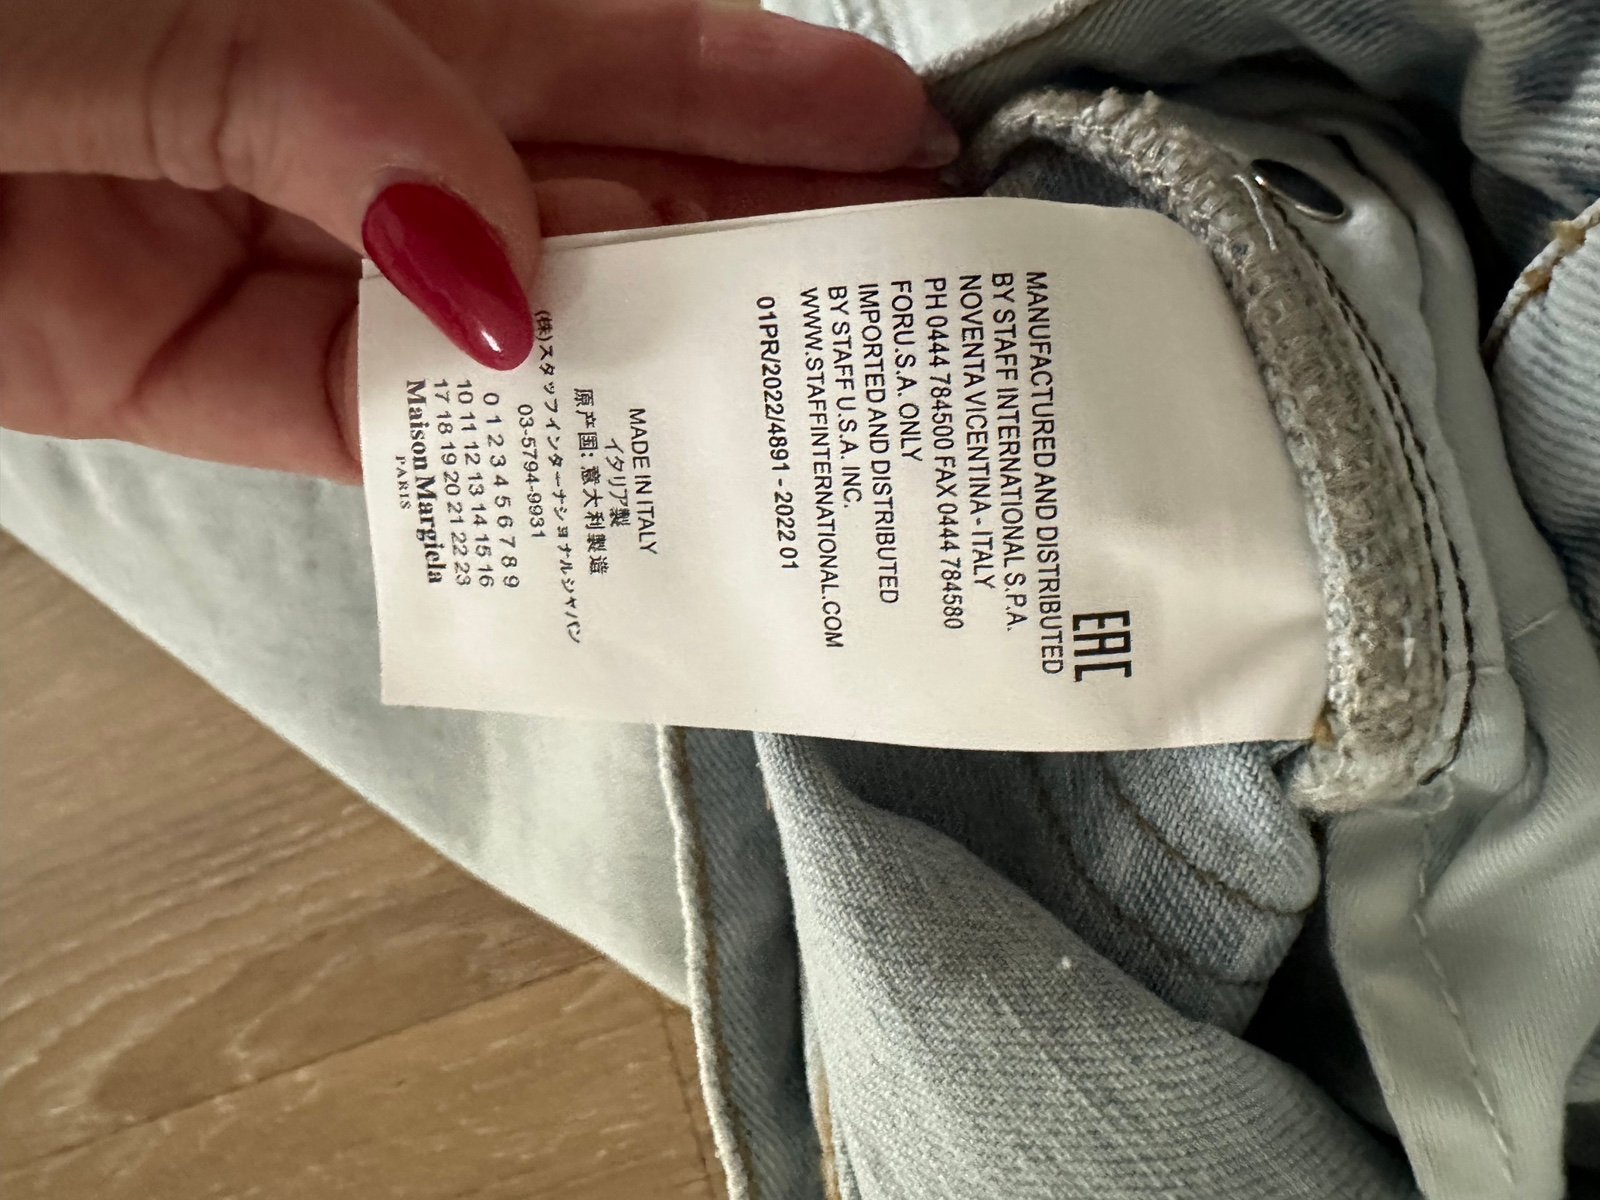 EAC
MANUFACTURED AND DISTRIBUTED
BY STAFF INTERNATIONAL S.P.A.
NOVENTA VICENTINA - ITALY
PH 0444 784500 FAX 0444 784580
FOR U.S.A. ONLY
IMPORTED AND DISTRIBUTED
BY STAFF U.S.A. INC.
WWW.STAFFINTERNATIONAL.COM
01PR/2022/4891 - 2022 01
MADE IN ITALY
イタリア製
原产国: 意大利製造
(株)スタッフインターナショナルジャパン
03-5794-9931
0 1 2 3 4 5 6 7 8 9
10 11 12 13 14 15 16
17 18 19 20 21 22 23
Maison Margiela
PARIS